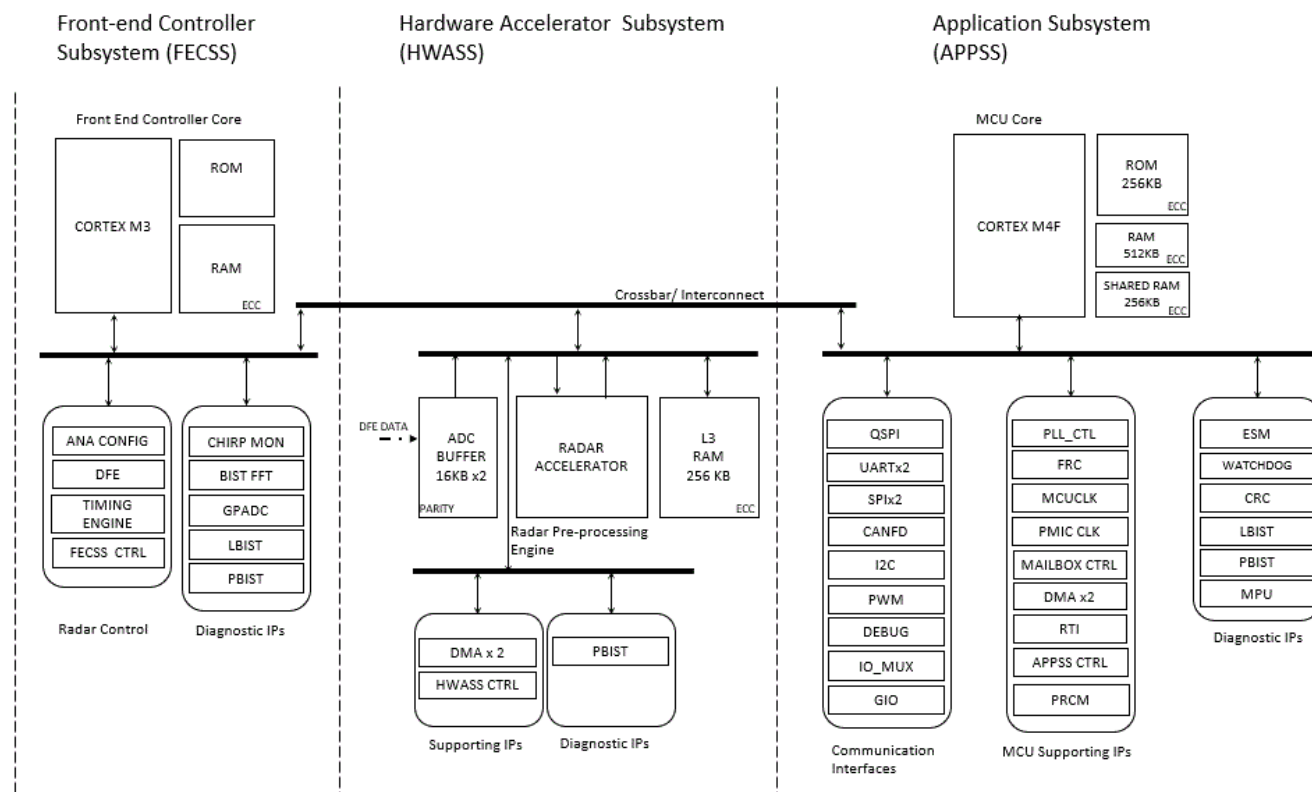 Front-end Controller
Subsystem (FECSS)
Hardware Accelerator Subsystem
(HWASS)
Application Subsystem
(APPSS)
Front End Controller Core
CORTEX M3
ROM
RAM
ECC
MCU Core
CORTEX M4F
ROM
256KB
ECC
RAM
512KB
ECC
SHARED RAM
256KB
ECC
Crossbar/ Interconnect
ANA CONFIG
DFE
TIMING
ENGINE
FECSS CTRL
Radar Control
CHIRP MON
BIST FFT
GPADC
LBIST
PBIST
Diagnostic IPs
DFE DATA
ADC
BUFFER
16KB x2
PARITY
RADAR
ACCELERATOR
Radar Pre-processing
Engine
L3
RAM
256 KB
ECC
DMA x 2
HWASS CTRL
Supporting IPs
PBIST
Diagnostic IPs
QSPI
UARTx2
SPIx2
CANFD
I2C
PWM
DEBUG
IO_MUX
GIO
Communication
Interfaces
PLL_CTL
FRC
MCUCLK
PMIC CLK
MAILBOX CTRL
DMA x2
RTI
APPSS CTRL
PRCM
MCU Supporting IPs
ESM
WATCHDOG
CRC
LBIST
PBIST
MPU
Diagnostic IPs